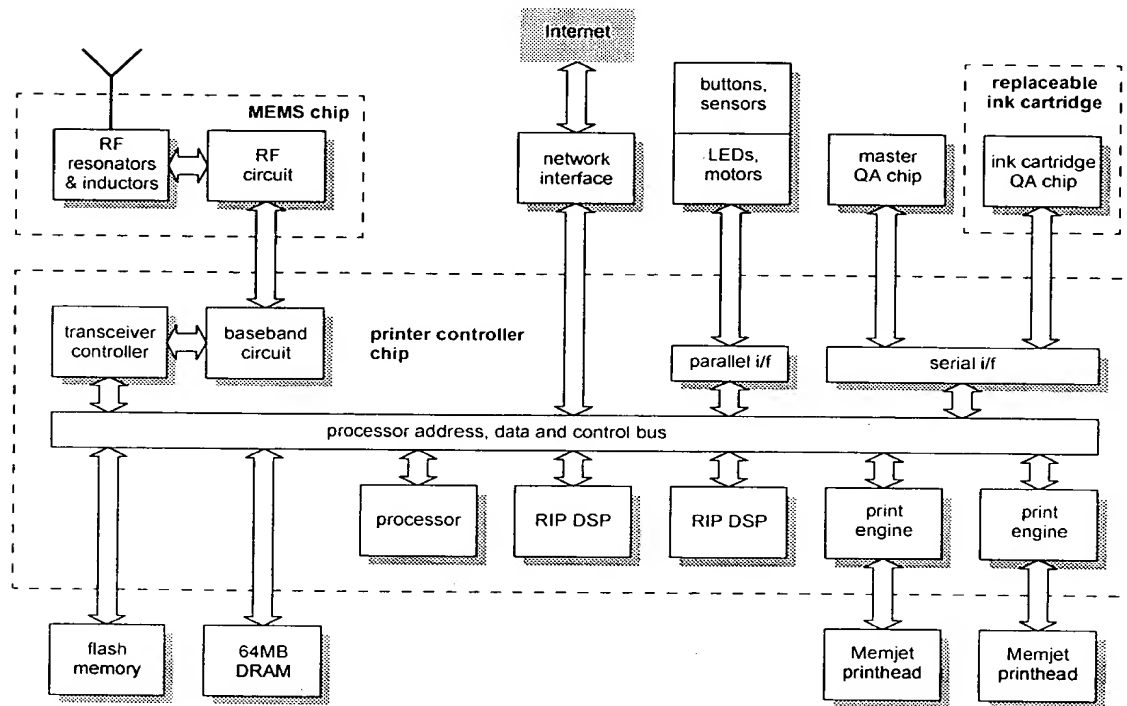 Internet
MEMS chip
RF
resonators
& inductors
RF
circuit
network
interface
buttons,
sensors
LEDs,
motors
master
QA chip
replaceable
ink cartridge
ink cartridge
QA chip
transceiver
controller
baseband
circuit
printer controller
chip
parallel i/f
serial i/f
processor address, data and control bus
processor
RIP DSP
RIP DSP
print
engine
print
engine
flash
memory
64MB
DRAM
Memjet
printhead
Memjet
printhead